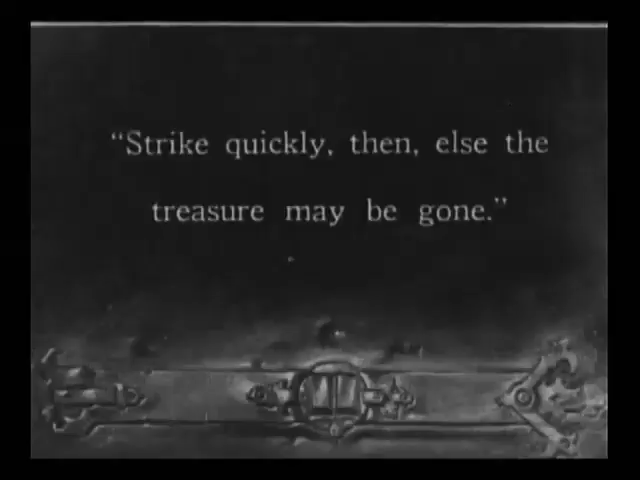 “Strike quickly, then, else the
treasure may be gone.”